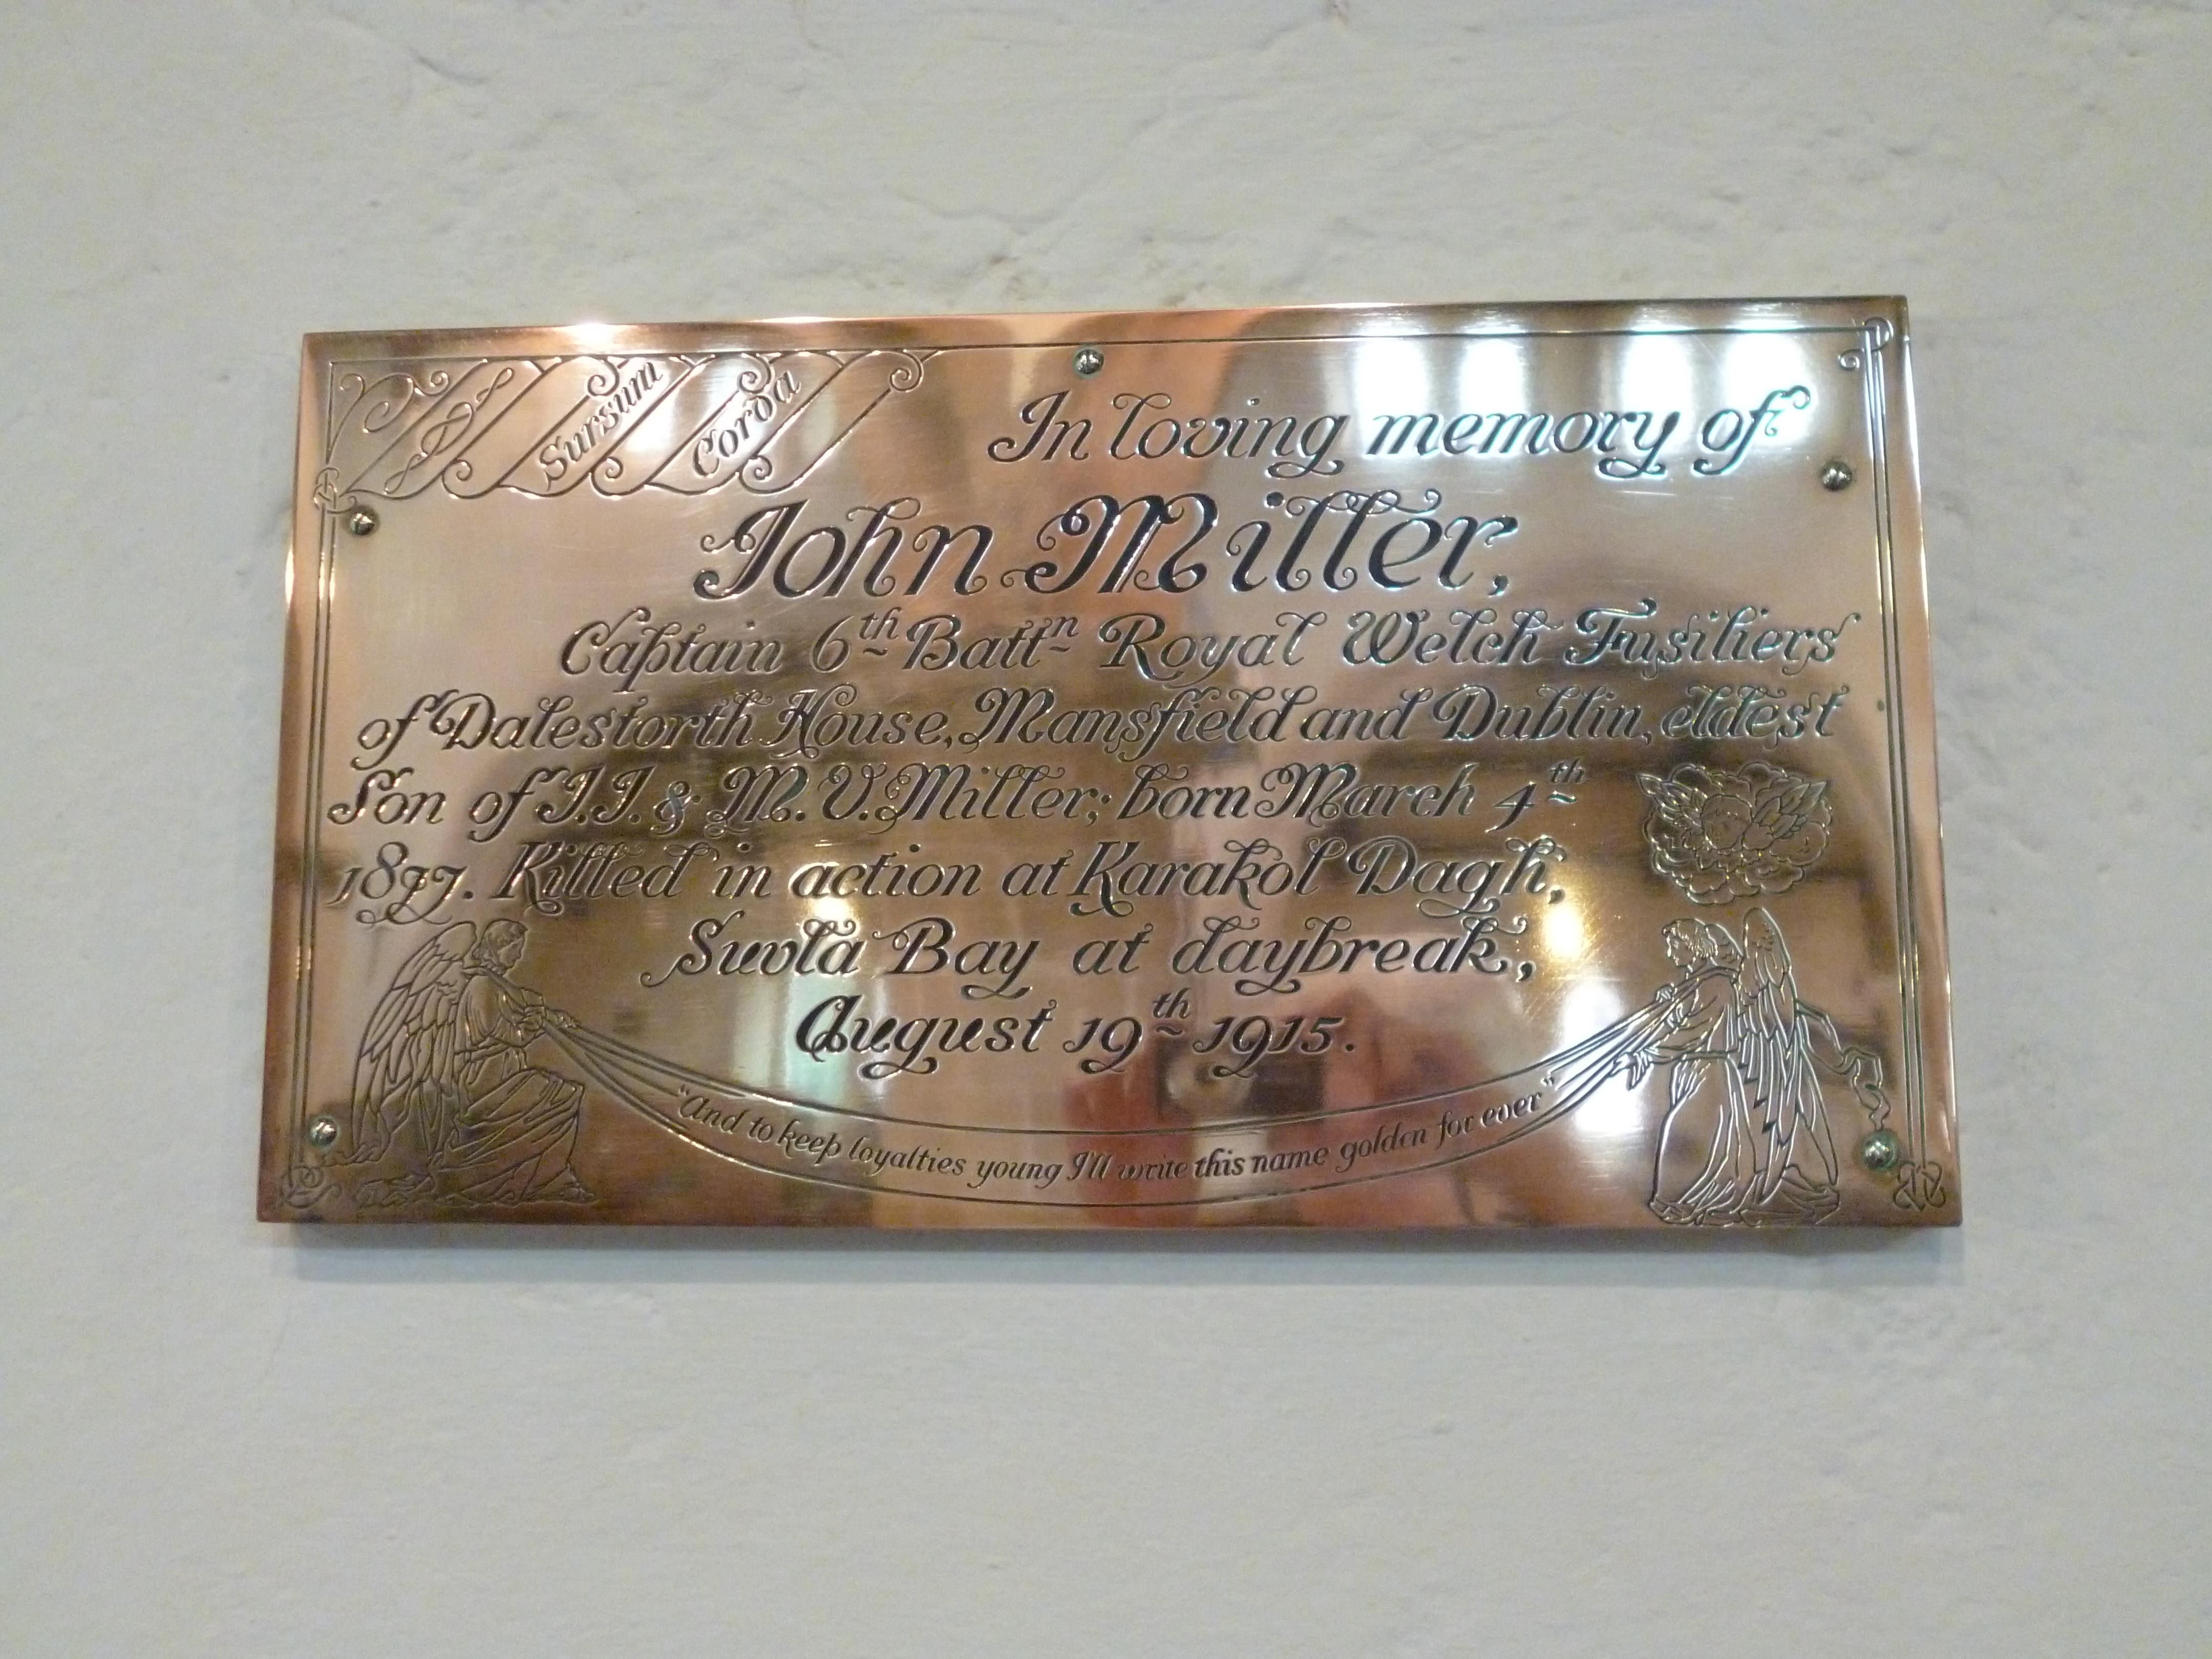 Sursum
Corda
In loving memory of
John Miller,
Captain 6th Battn Royal Welch Fusiliers
of Dalestorth House, Mansfield and Dublin, eldest
Son of J.J. & M.V. Miller; born March 4th
1877. Killed in action at Karakol Dagh,
Suvla Bay at daybreak,
August 19th 1915.
"And to keep loyalties young I'll write this name golden for ever"